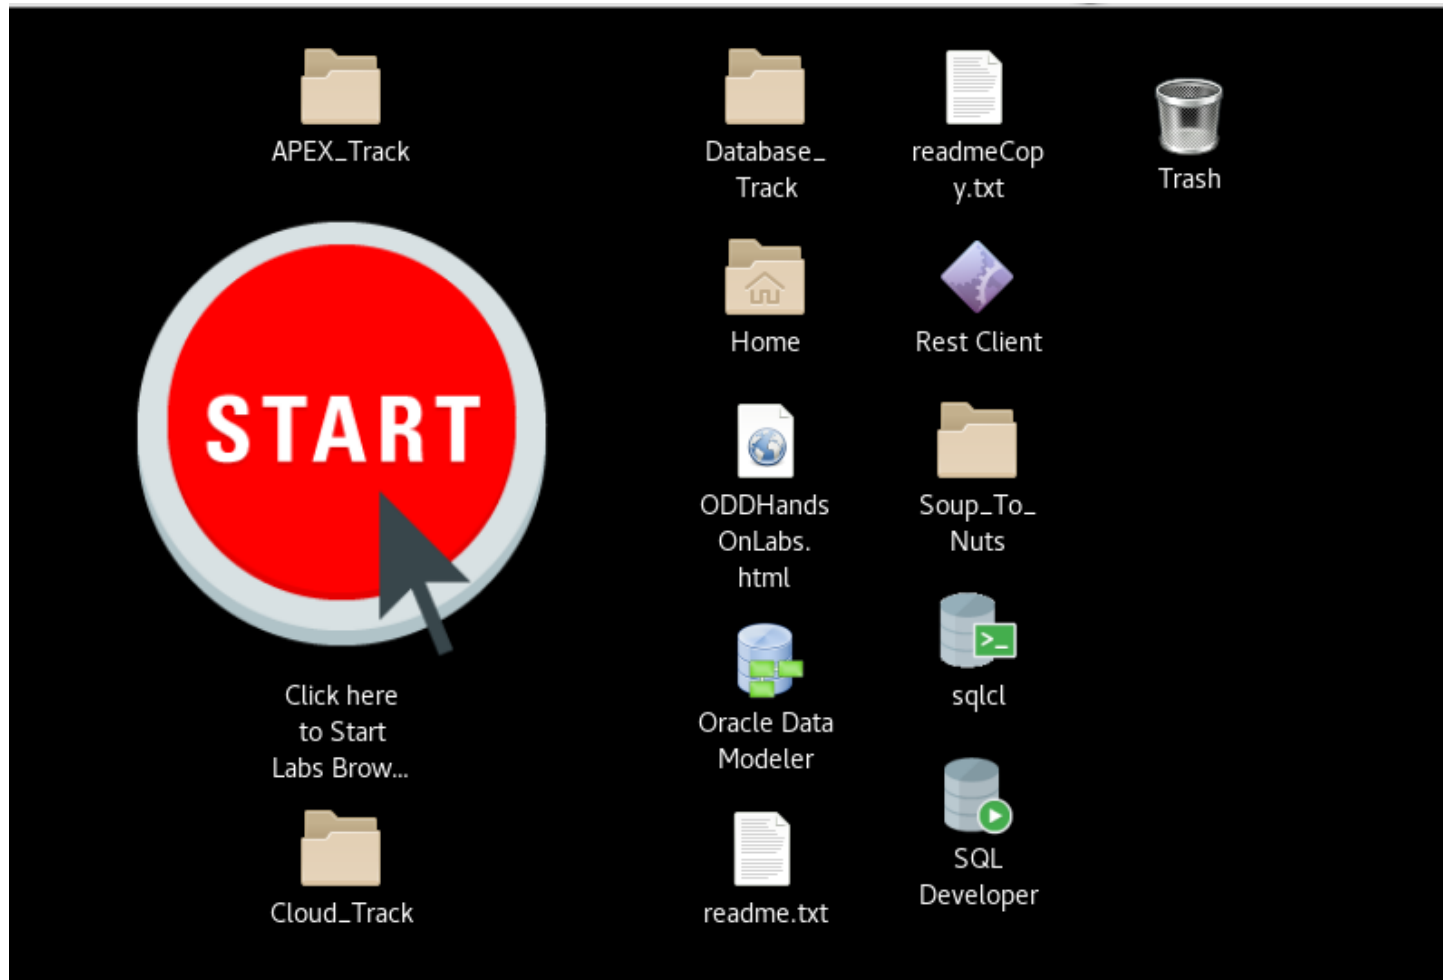 APEX_Track
START
Click here
to Start
Labs Brow...
Cloud_Track
Database_
Track
Home
ODDHands
OnLabs.
html
Oracle Data
Modeler
readme.txt
readmeCop
y.txt
Rest Client
Soup_To_
Nuts
>_
sqlcl
SQL
Developer
Trash